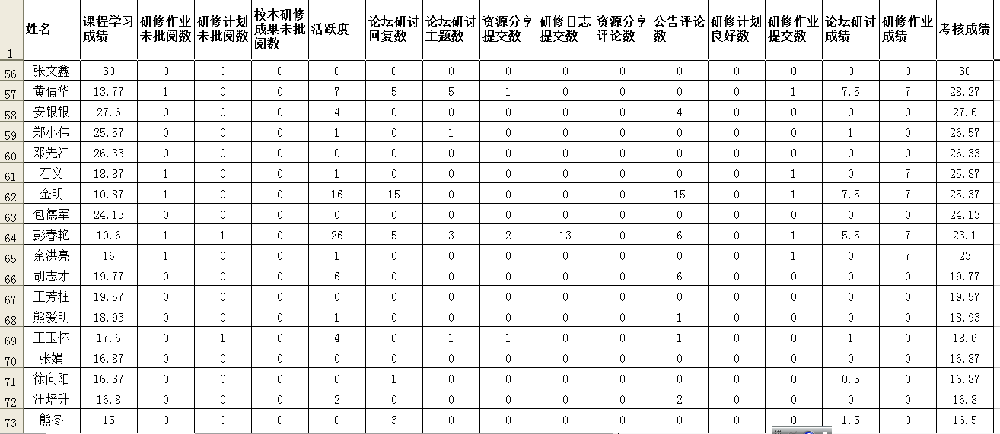 1 姓名 课程学习成绩 研修作业未批阅数 研修计划未批阅数 校本研修成果未批阅数 活跃度 论坛研讨回复数 论坛研讨主题数 资源分享提交数 研修日志提交数 资源分享评论数 公告评论数 研修计划良好数 研修作业提交数 论坛研讨成绩 研修作业成绩 考核成绩
56 张文鑫 30 0 0 0 0 0 0 0 0 0 0 0 0 0 0 30
57 黄倩华 13.77 1 0 0 7 5 5 1 0 0 0 0 1 7.5 7 28.27
58 安银银 27.6 0 0 0 4 0 0 0 0 0 4 0 0 0 0 27.6
59 郑小伟 25.57 0 0 0 1 0 1 0 0 0 0 0 0 1 0 26.57
60 邓先江 26.33 0 0 0 0 0 0 0 0 0 0 0 0 0 0 26.33
61 石义 18.87 1 0 0 1 0 0 0 0 0 0 0 1 0 7 25.87
62 金明 10.87 1 0 0 16 15 0 0 0 0 15 0 1 7.5 7 25.37
63 包德军 24.13 0 0 0 0 0 0 0 0 0 0 0 0 0 0 24.13
64 彭春艳 10.6 1 1 0 26 5 3 2 13 0 6 0 1 5.5 7 23.1
65 余洪亮 16 1 0 0 1 0 0 0 0 0 0 0 1 0 7 23
66 胡志才 19.77 0 0 0 6 0 0 0 0 0 6 0 0 0 0 19.77
67 王芳柱 19.57 0 0 0 0 0 0 0 0 0 0 0 0 0 0 19.57
68 熊爱明 18.93 0 0 0 1 0 0 0 0 0 1 0 0 0 0 18.93
69 王玉怀 17.6 0 1 0 4 0 1 1 0 0 1 0 0 1 0 18.6
70 张娟 16.87 0 0 0 0 0 0 0 0 0 0 0 0 0 0 16.87
71 徐向阳 16.37 0 0 0 0 1 0 0 0 0 0 0 0 0.5 0 16.87
72 汪培升 16.8 0 0 0 2 0 0 0 0 0 2 0 0 0 0 16.8
73 熊冬 15 0 0 0 0 3 0 0 0 0 0 0 0 1.5 0 16.5